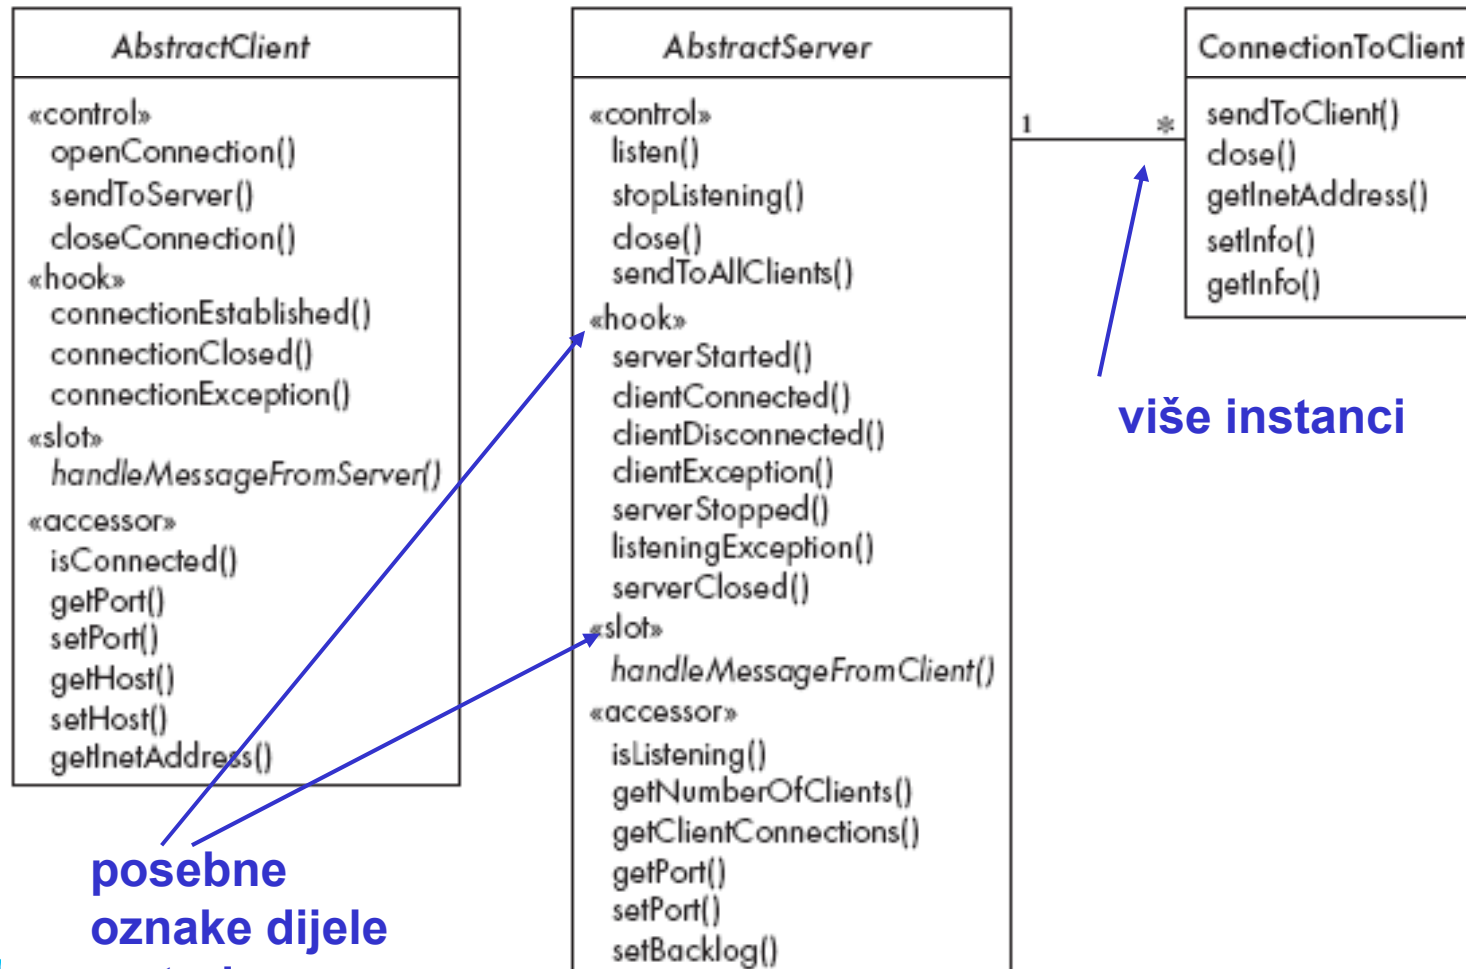 AbstractClient
«control»
openConnection()
sendToServer()
closeConnection()
«hook»
connectionEstablished()
connectionClosed()
connectionException()
«slot»
handleMessageFromServer()
«accessor»
isConnected()
getPort()
setPort()
getHost()
setHost()
getInetAddress()
AbstractServer
«control»
listen()
stopListening()
close()
sendToAllClients()
«hook»
serverStarted()
clientConnected()
clientDisconnected()
clientException()
serverStopped()
listeningException()
serverClosed()
«slot»
handleMessageFromClient()
«accessor»
isListening()
getNumberOfClients()
getClientConnections()
getPort()
setPort()
setBacklog()
1
*
ConnectionToClient
sendToClient()
close()
getInetAddress()
setInfo()
getInfo()
više instanci
posebne
oznake dijele